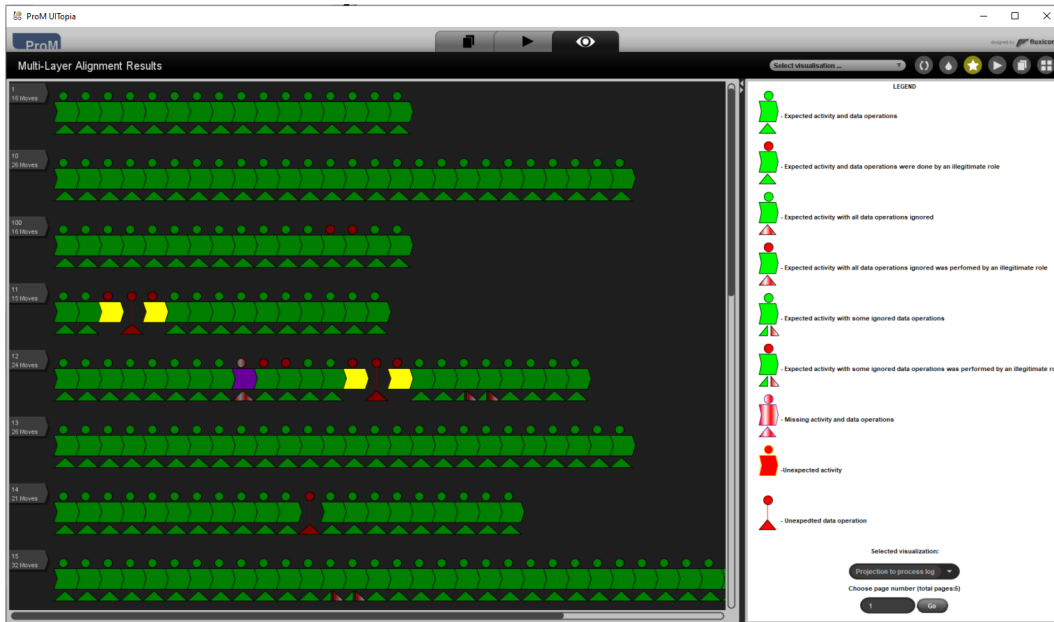 ProM UITopia
ProM
designed by fluxicon
Multi-Layer Alignment Results
Select visualisation ...
1
16 Moves
10
26 Moves
100
16 Moves
11
15 Moves
12
24 Moves
13
26 Moves
14
21 Moves
15
32 Moves
LEGEND
- Expected activity and data operations
- Expected activity and data operations were done by an illegitimate role
- Expected activity with all data operations ignored
- Expected activity with all data operations ignored was perfomed by an illegitimate role
- Expected activity with some ignored data operations
- Expected activity with some ignored data operations was performed by an illegitimate ro
- Missing activity and data operations
-Unexpected activity
- Unexpedted data operation
Selected visualization:
Projection to process log
Choose page number (total pages:5)
1
Go